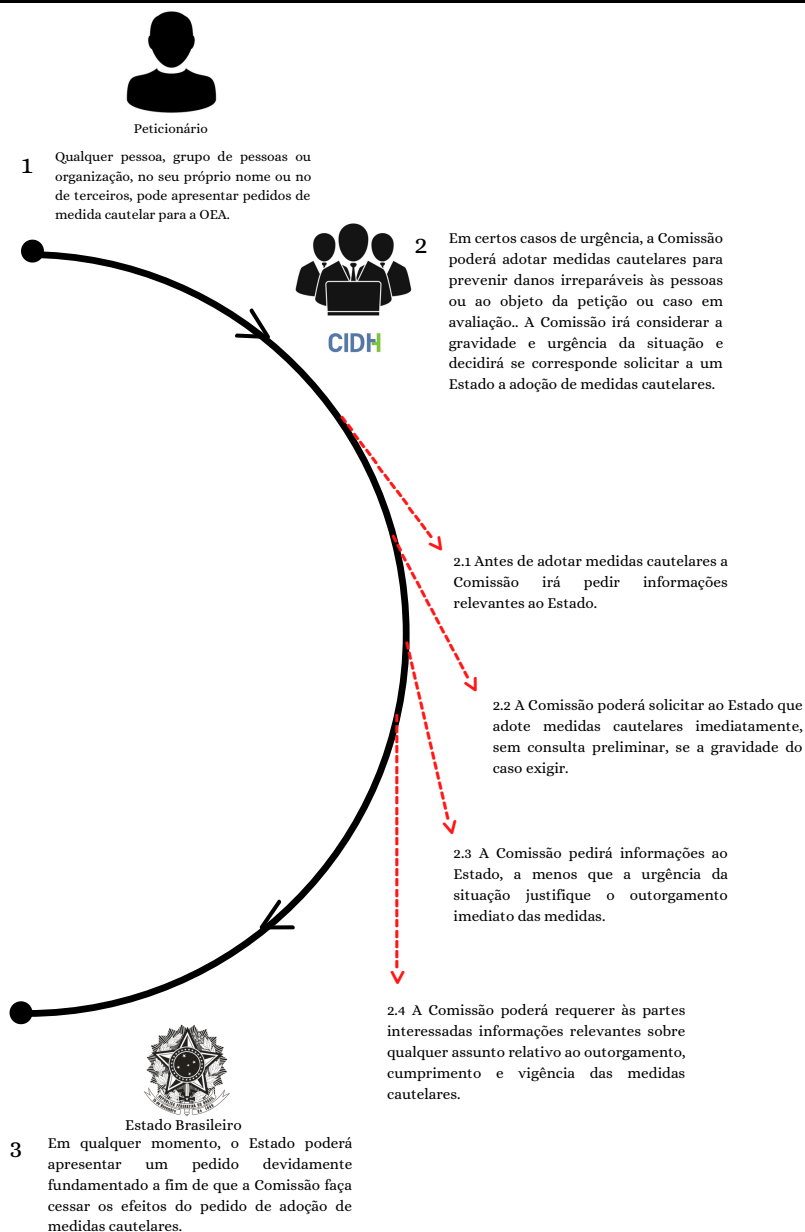 Peticionário
1
Qualquer pessoa, grupo de pessoas ou
organização, no seu próprio nome ou no
de terceiros, pode apresentar pedidos de
medida cautelar para a OEA.
CIDH
2
Em certos casos de urgência, a Comissão
poderá adotar medidas cautelares para
prevenir danos irreparáveis às pessoas
ou ao objeto da petição ou caso em
avaliação.. A Comissão irá considerar a
gravidade e urgência da situação e
decidirá se corresponde solicitar a um
Estado a adoção de medidas cautelares.
2.1 Antes de adotar medidas cautelares a
Comissão irá pedir informações
relevantes ao Estado.
2.2 A Comissão poderá solicitar ao Estado que
adote medidas cautelares imediatamente,
sem consulta preliminar, se a gravidade do
caso exigir.
2.3 A Comissão pedirá informações ao
Estado, a menos que a urgência da
situação justifique o outorgamento
imediato das medidas.
2.4 A Comissão poderá requerer às partes
interessadas informações relevantes sobre
qualquer assunto relativo ao outorgamento,
cumprimento e vigência das medidas
cautelares.
Estado Brasileiro
3
Em qualquer momento, o Estado poderá
apresentar um pedido devidamente
fundamentado a fim de que a Comissão faça
cessar os efeitos do pedido de adoção de
medidas cautelares.